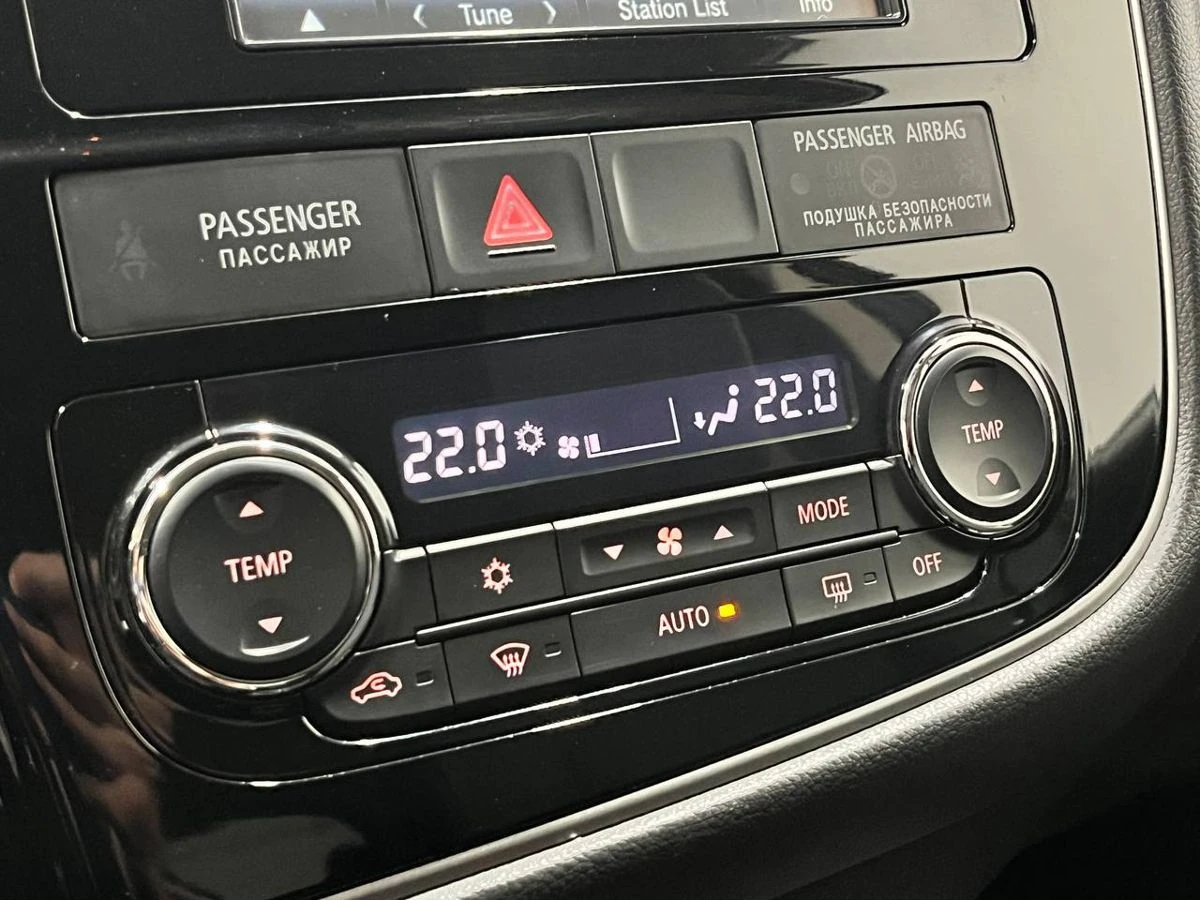 Tune
Station List
Info
PASSENGER
ПАССАЖИР
PASSENGER AIRBAG
ПОДУШКА БЕЗОПАСНОСТИ
ПАССАЖИРА
22.0
22.0
TEMP
TEMP
MODE
AUTO
OFF